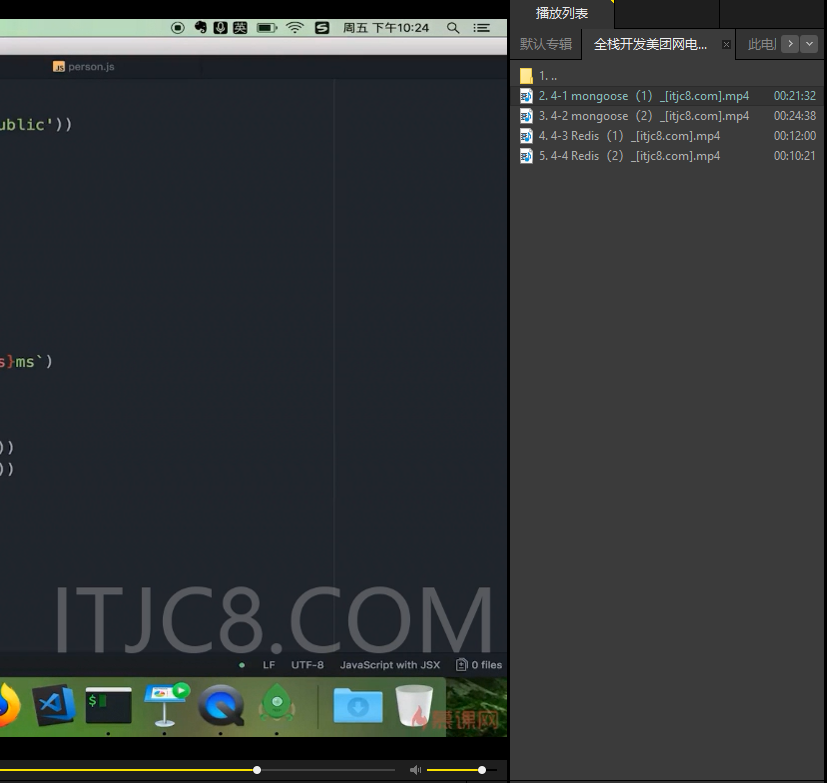 播放列表
英
周五 下午10:24
默认专辑
全栈开发美团网电...
此电
person.js
1. ..
2. 4-1 mongoose（1）_[itjc8.com].mp4 00:21:32
3. 4-2 mongoose（2）_[itjc8.com].mp4 00:24:38
4. 4-3 Redis（1）_[itjc8.com].mp4 00:12:00
5. 4-4 Redis（2）_[itjc8.com].mp4 00:10:21
ublic'))
s}ms`)
))
))
ITJC8.COM
LF UTF-8 JavaScript with JSX 0 files
慕课网